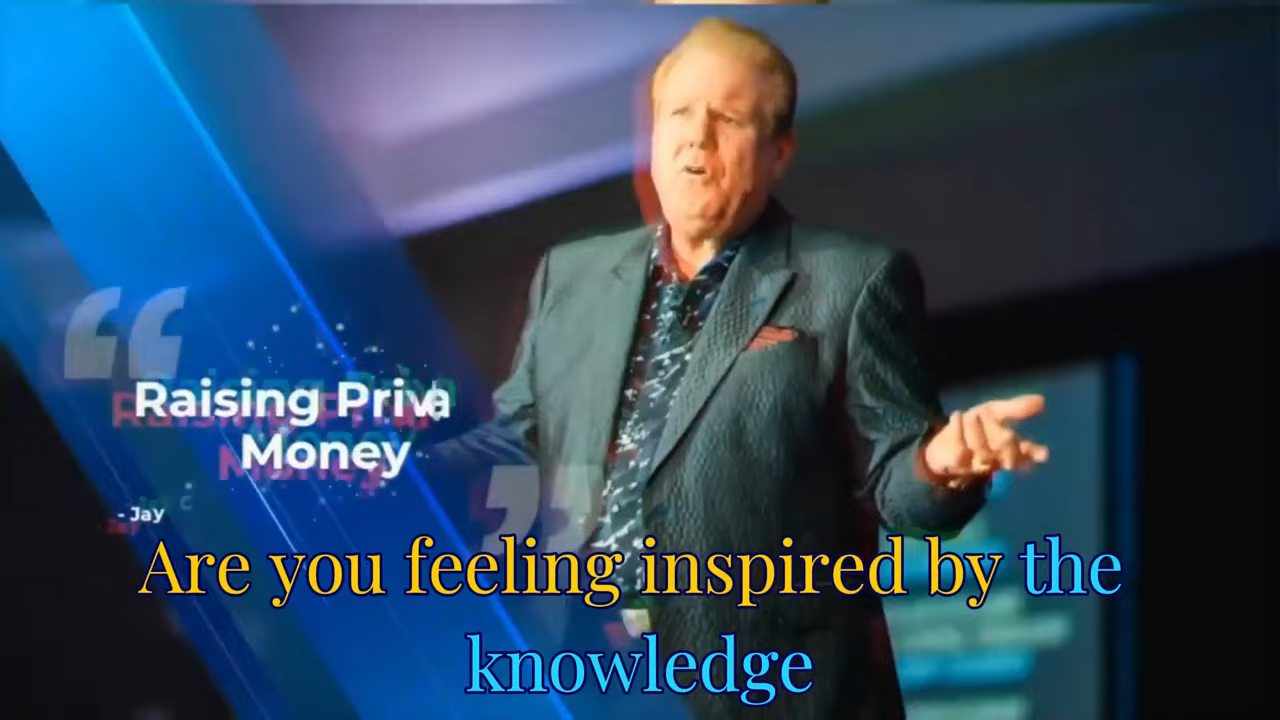 “
Raising Priva
Money
”
- Jay C
Are you feeling inspired by the
knowledge